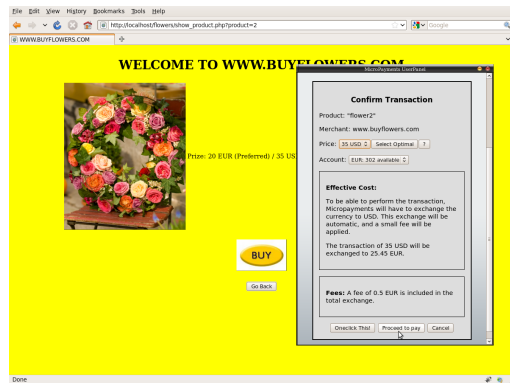 File Edit View History Bookmarks Tools Help
http://localhost/flowers/show_product.php?product=2
Google
WWW.BUYFLOWERS.COM
WELCOME TO WWW.BUYFLOWERS.COM
Prize: 20 EUR (Preferred) / 35 US
BUY
Go Back
MicroPayments UserPanel
Confirm Transaction
Product: "flower2"
Merchant: www.buyflowers.com
Price: 35 USD Select Optimal ?
Account: EUR: 302 available
Effective Cost:
To be able to perform the transaction,
Micropayments will have to exchange the
currency to USD. This exchange will be
automatic, and a small fee will be
applied.
The transaction of 35 USD will be
exchanged to 25.45 EUR.
Fees: A fee of 0.5 EUR is included in the
total exchange.
Oneclick This! Proceed to pay Cancel
Done